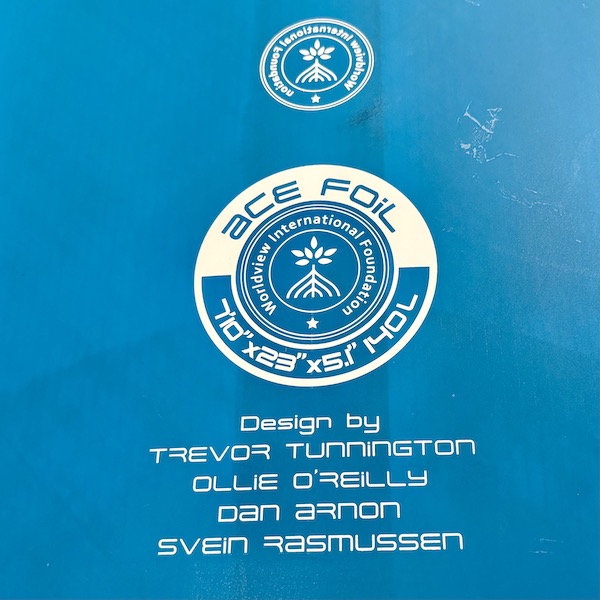 Worldview International Foundation
ACE FOIL
Worldview International Foundation
7'10"x23"x5.1" 140L
Design by
TREVOR TUNNINGTON
OLLIE O'REILLY
DAN ARNON
SVEIN RASMUSSEN